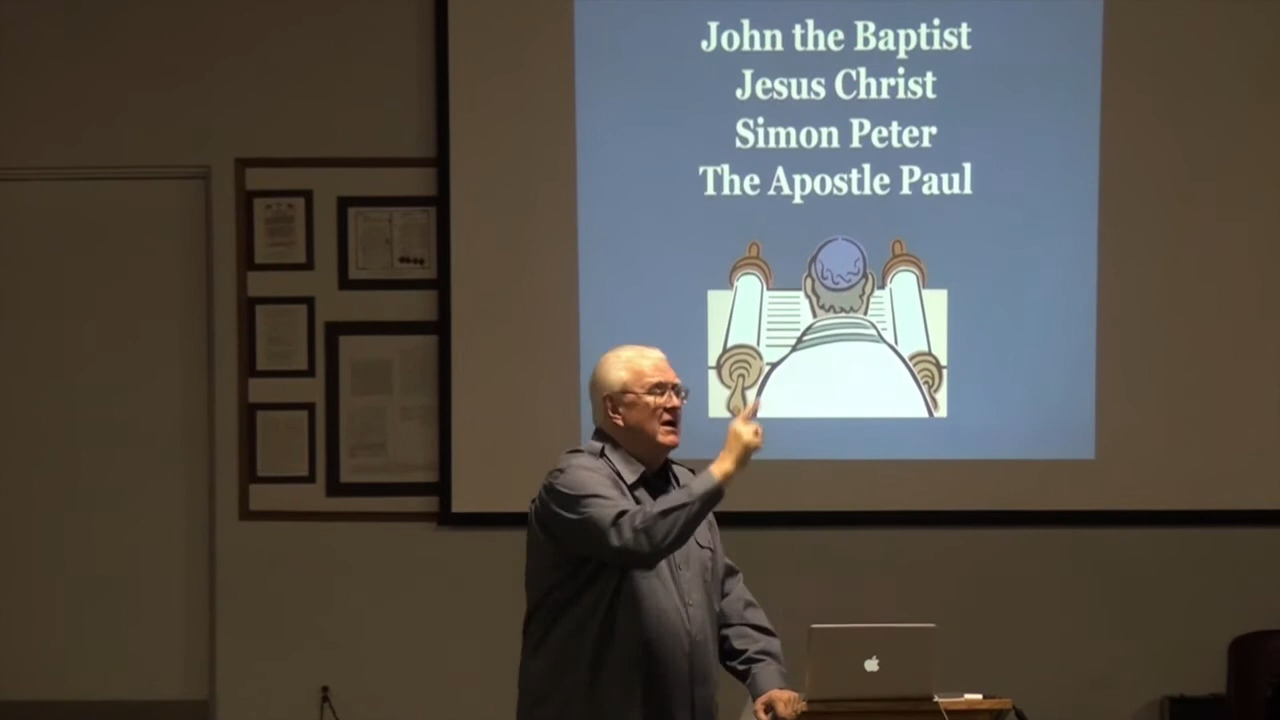 John the Baptist
Jesus Christ
Simon Peter
The Apostle Paul